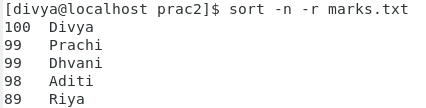 [divya@localhost prac2]$ sort -n -r marks.txt
100  Divya
99   Prachi
99   Dhvani
98   Aditi
89   Riya